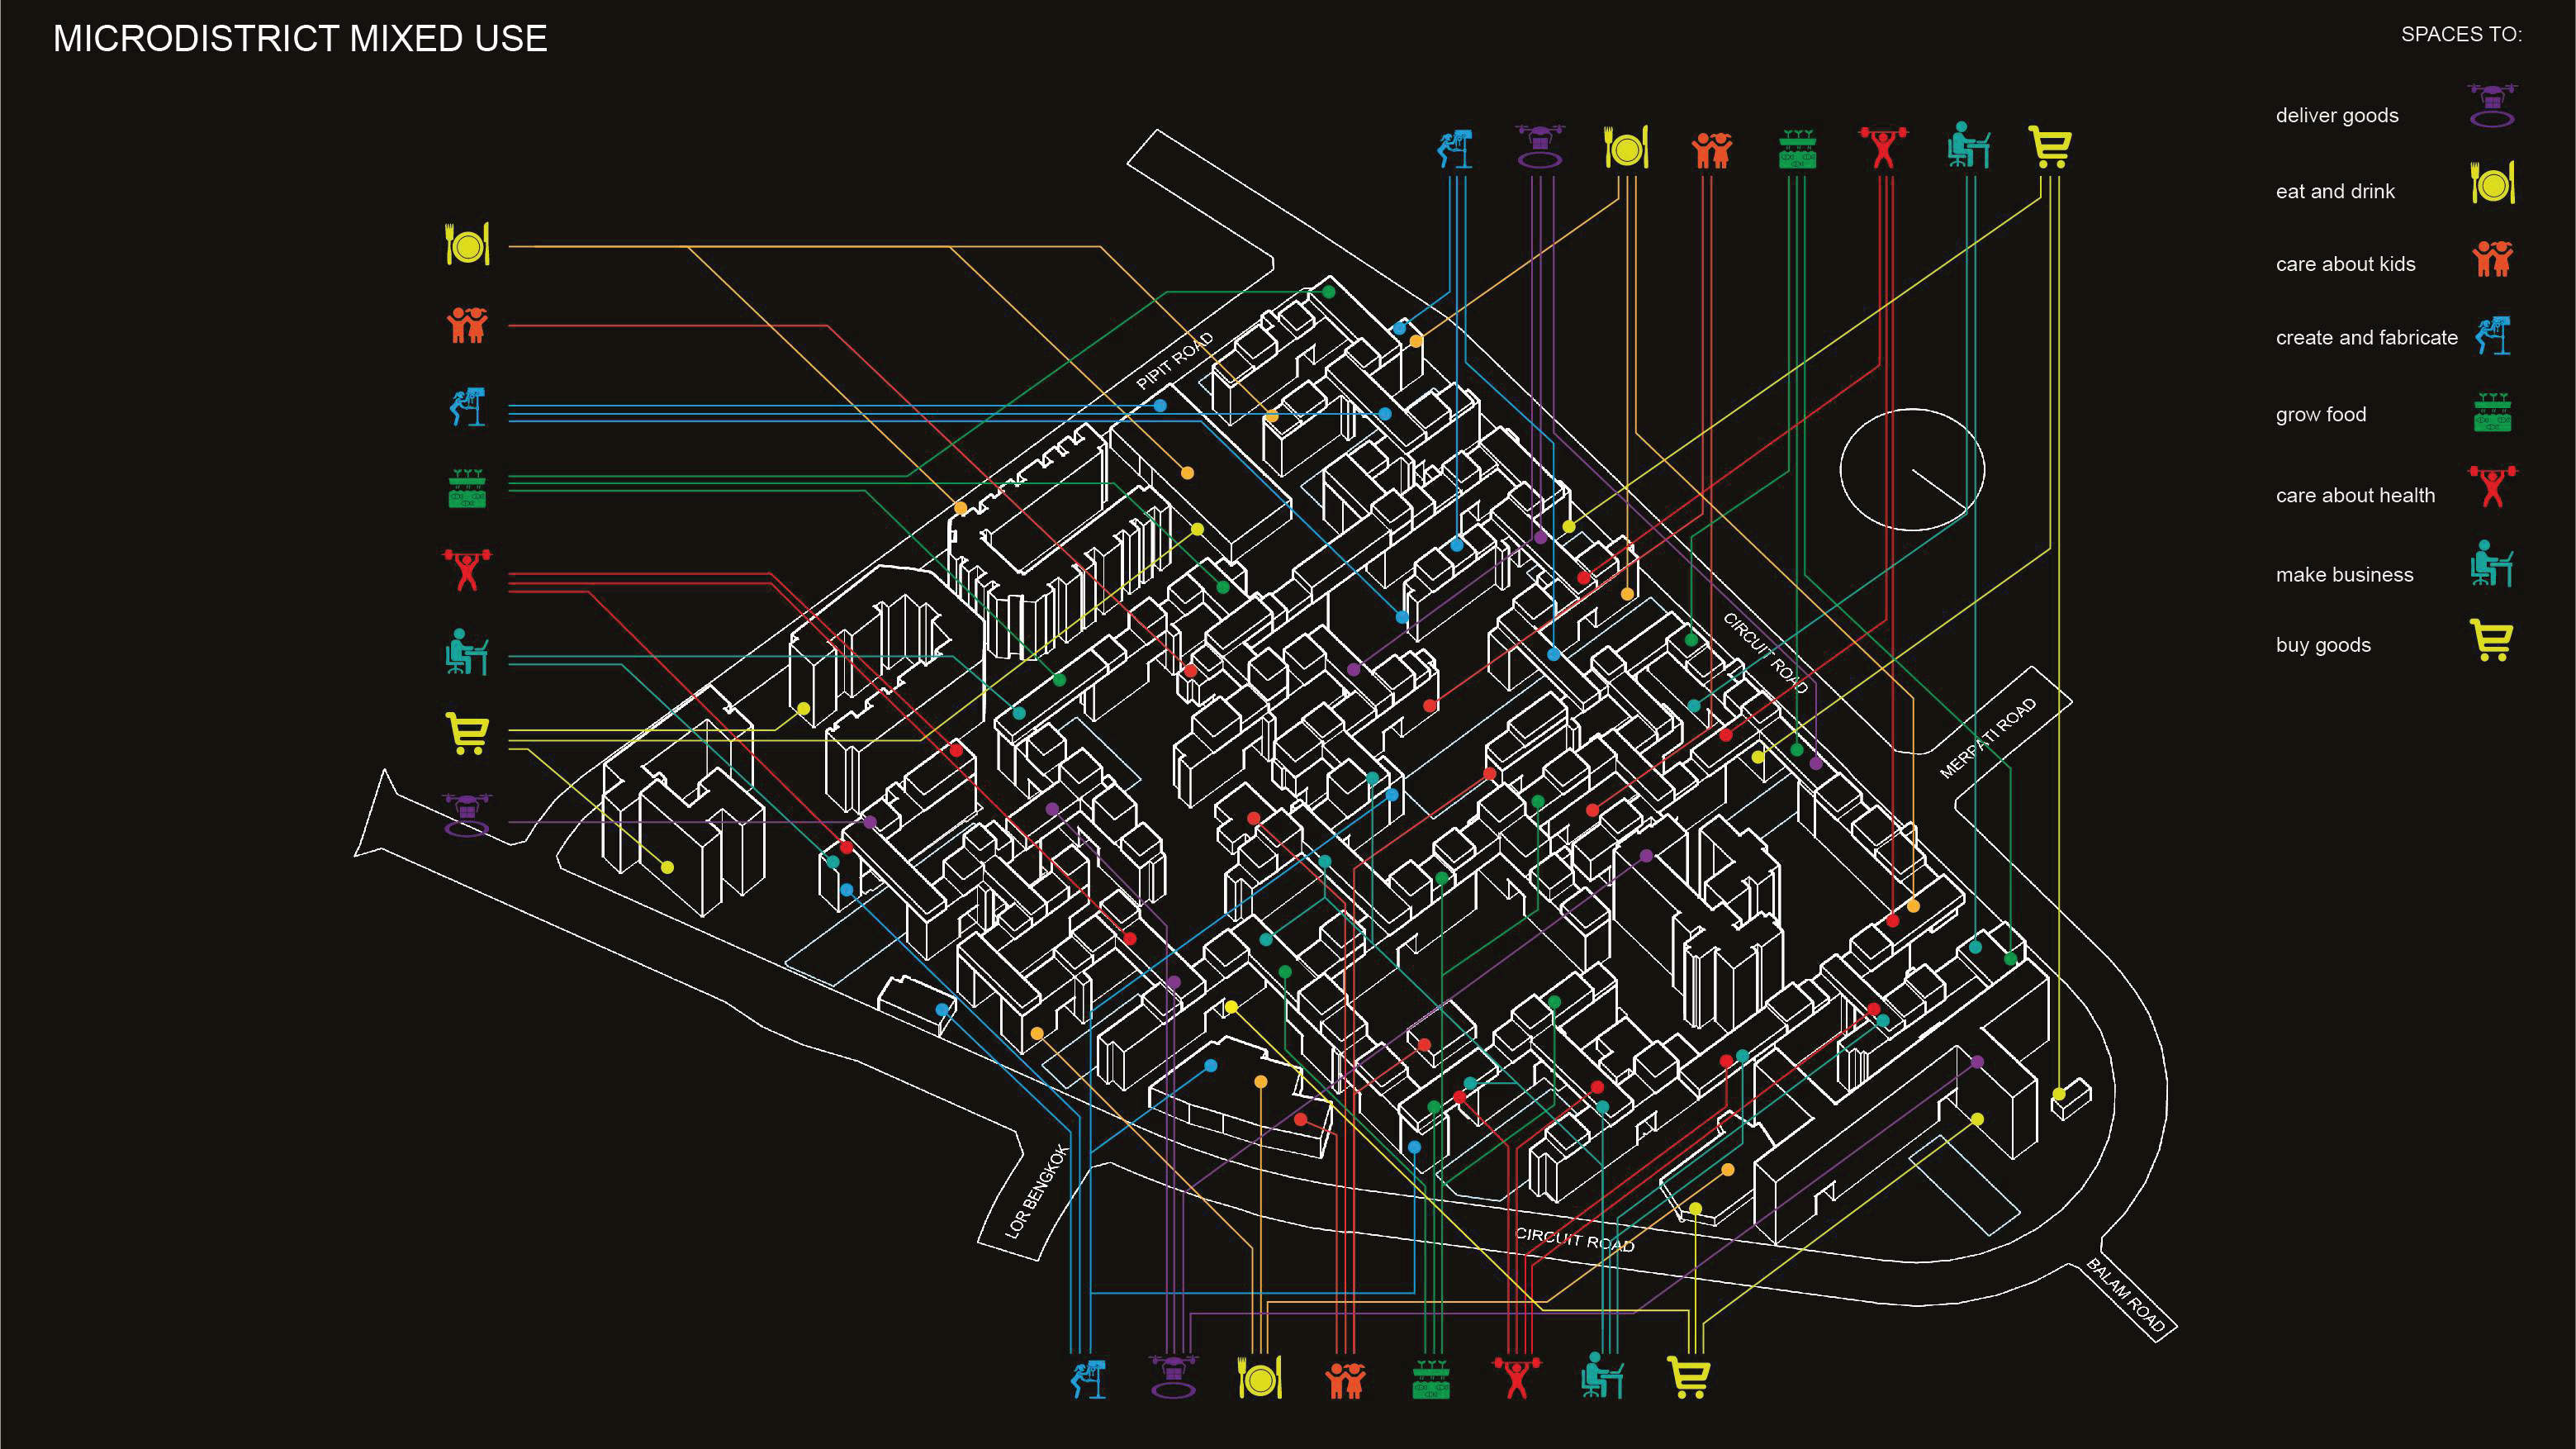 MICRODISTRICT MIXED USE
SPACES TO:
deliver goods
eat and drink
care about kids
create and fabricate
grow food
care about health
make business
buy goods
PIPIT ROAD
CIRCUIT ROAD
MERPATI ROAD
LOR BENGKOK
CIRCUIT ROAD
BALAM ROAD